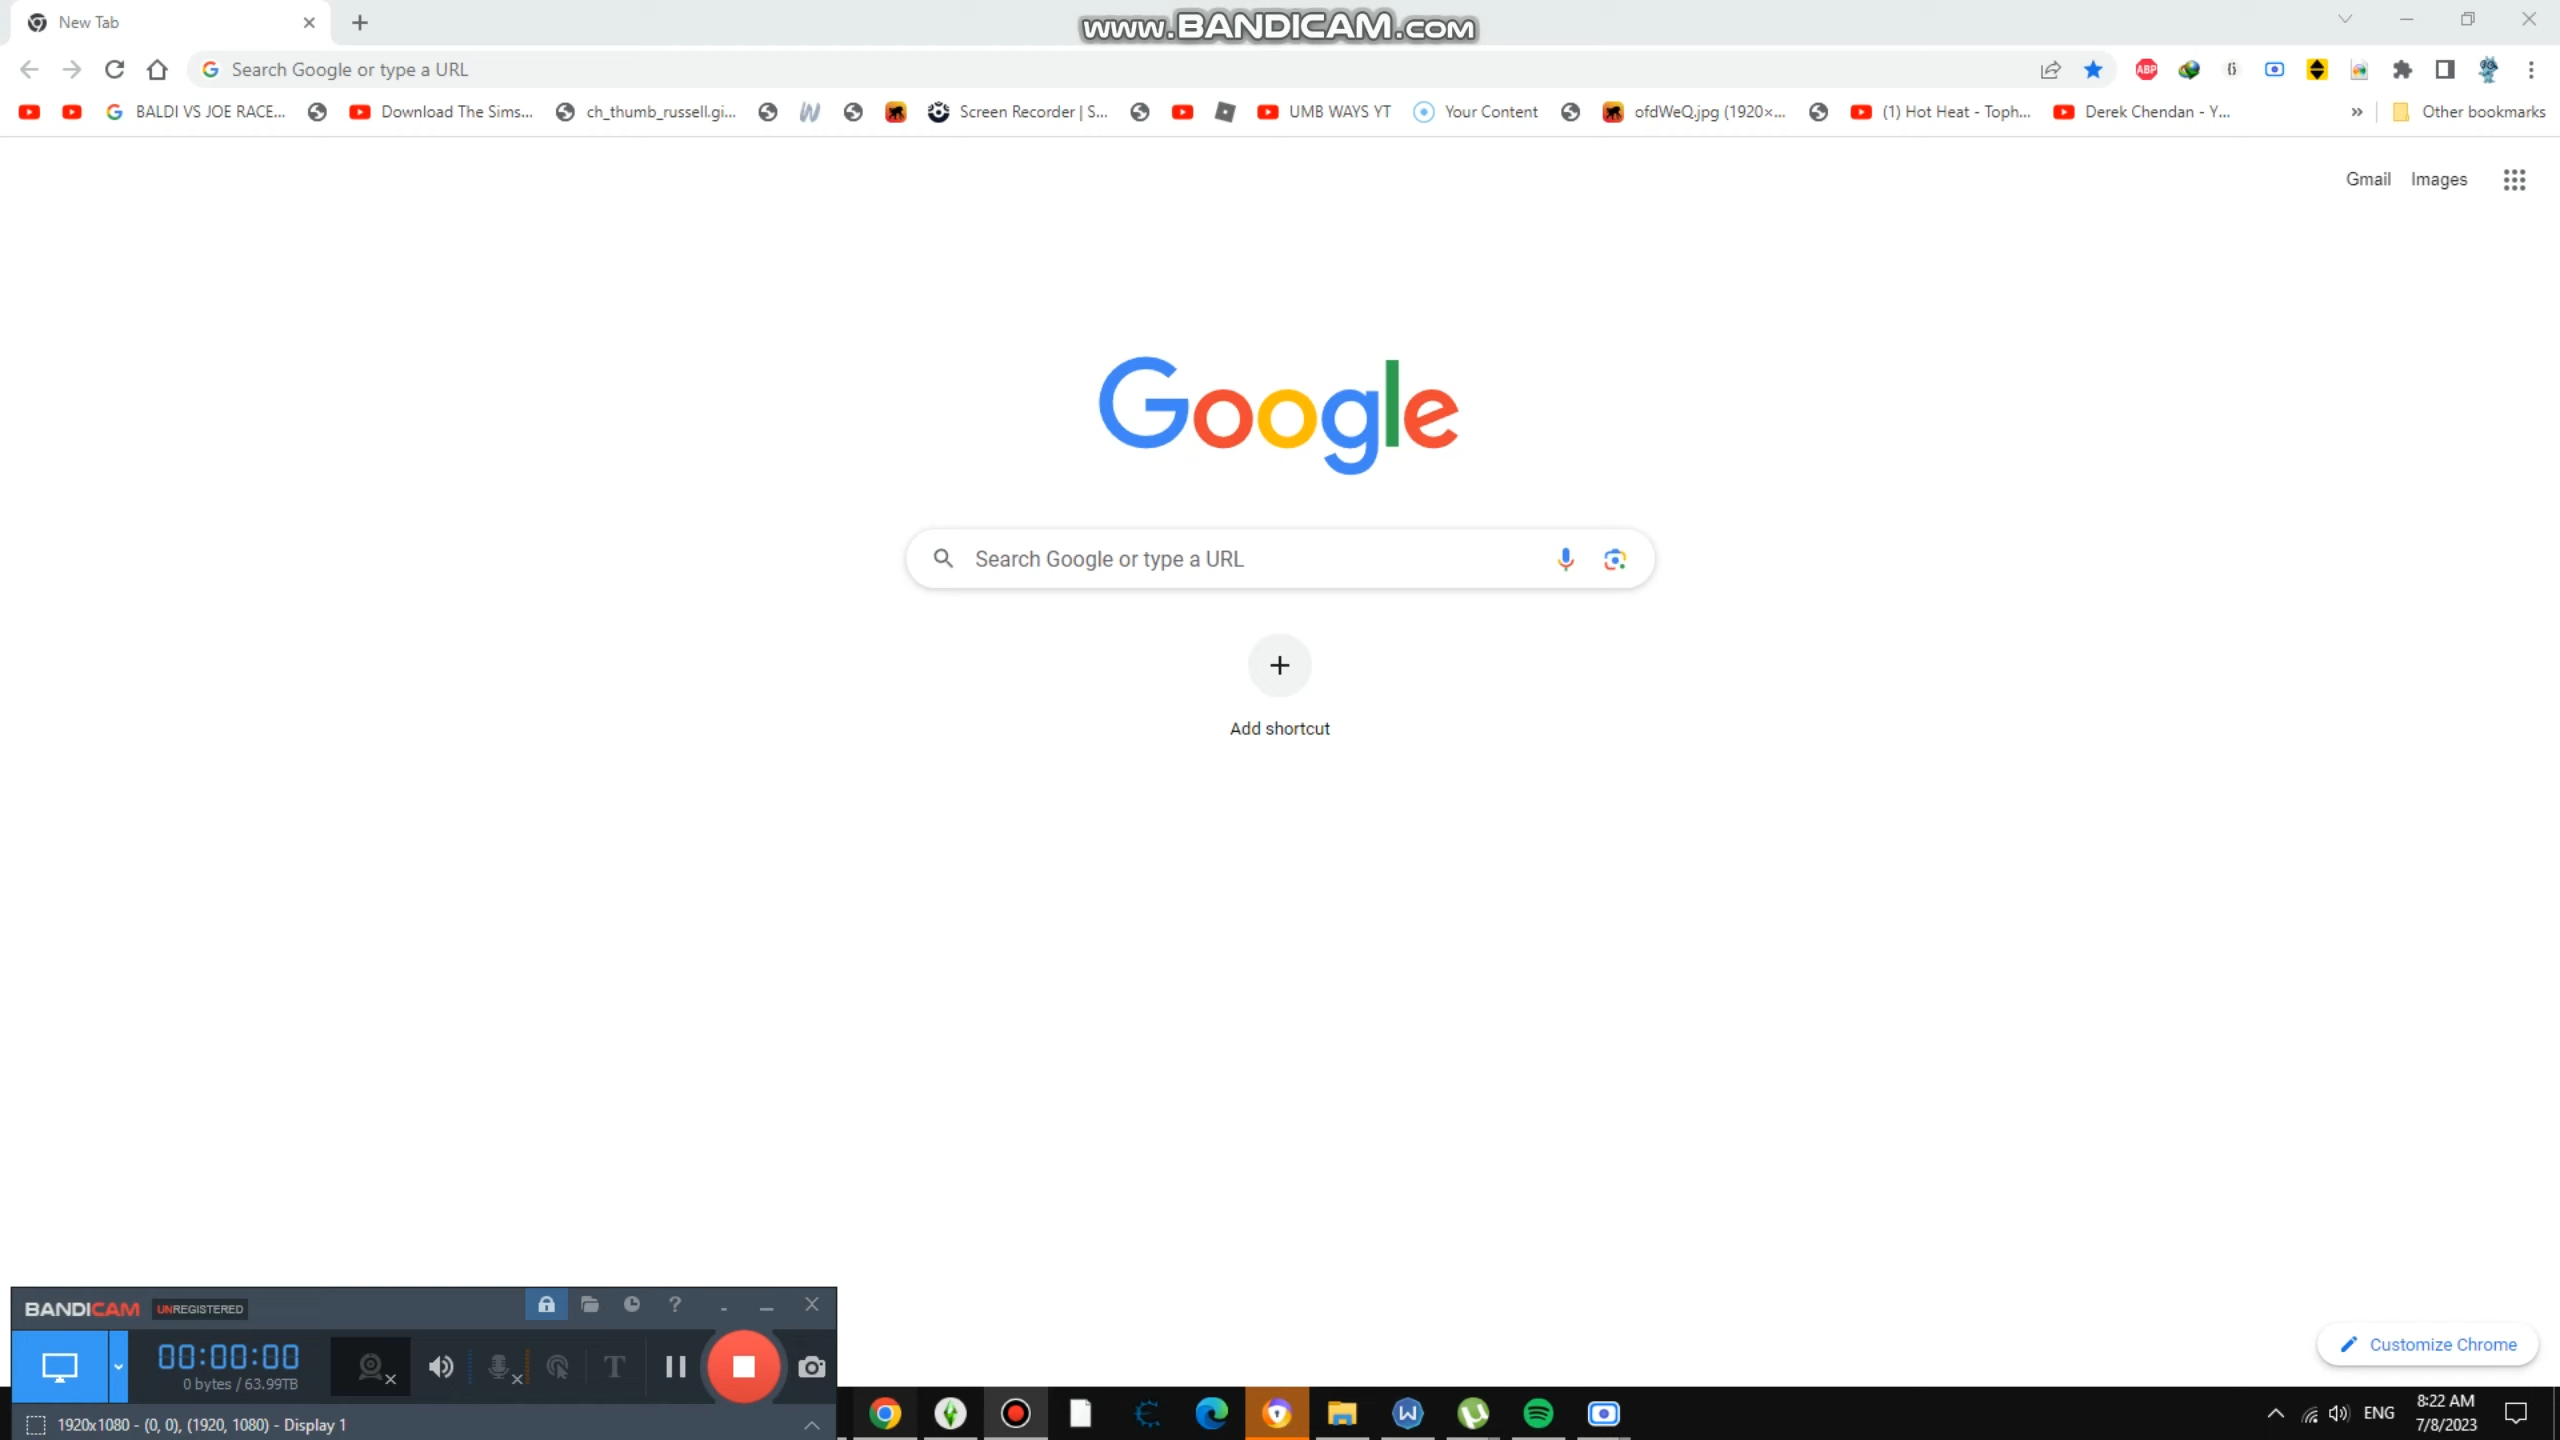 New Tab
www.BANDICAM.com
Search Google or type a URL
ABP
BALDI VS JOE RACE...
Download The Sims...
ch_thumb_russell.gi...
Screen Recorder | S...
UMB WAYS YT
Your Content
ofdWeQ.jpg (1920×...
(1) Hot Heat - Toph...
Derek Chendan - Y...
»
Other bookmarks
Gmail
Images
Google
Search Google or type a URL
Add shortcut
Customize Chrome
BANDICAM UNREGISTERED
00:00:00
0 bytes / 63.99TB
1920x1080 - (0, 0), (1920, 1080) - Display 1
ENG
8:22 AM
7/8/2023